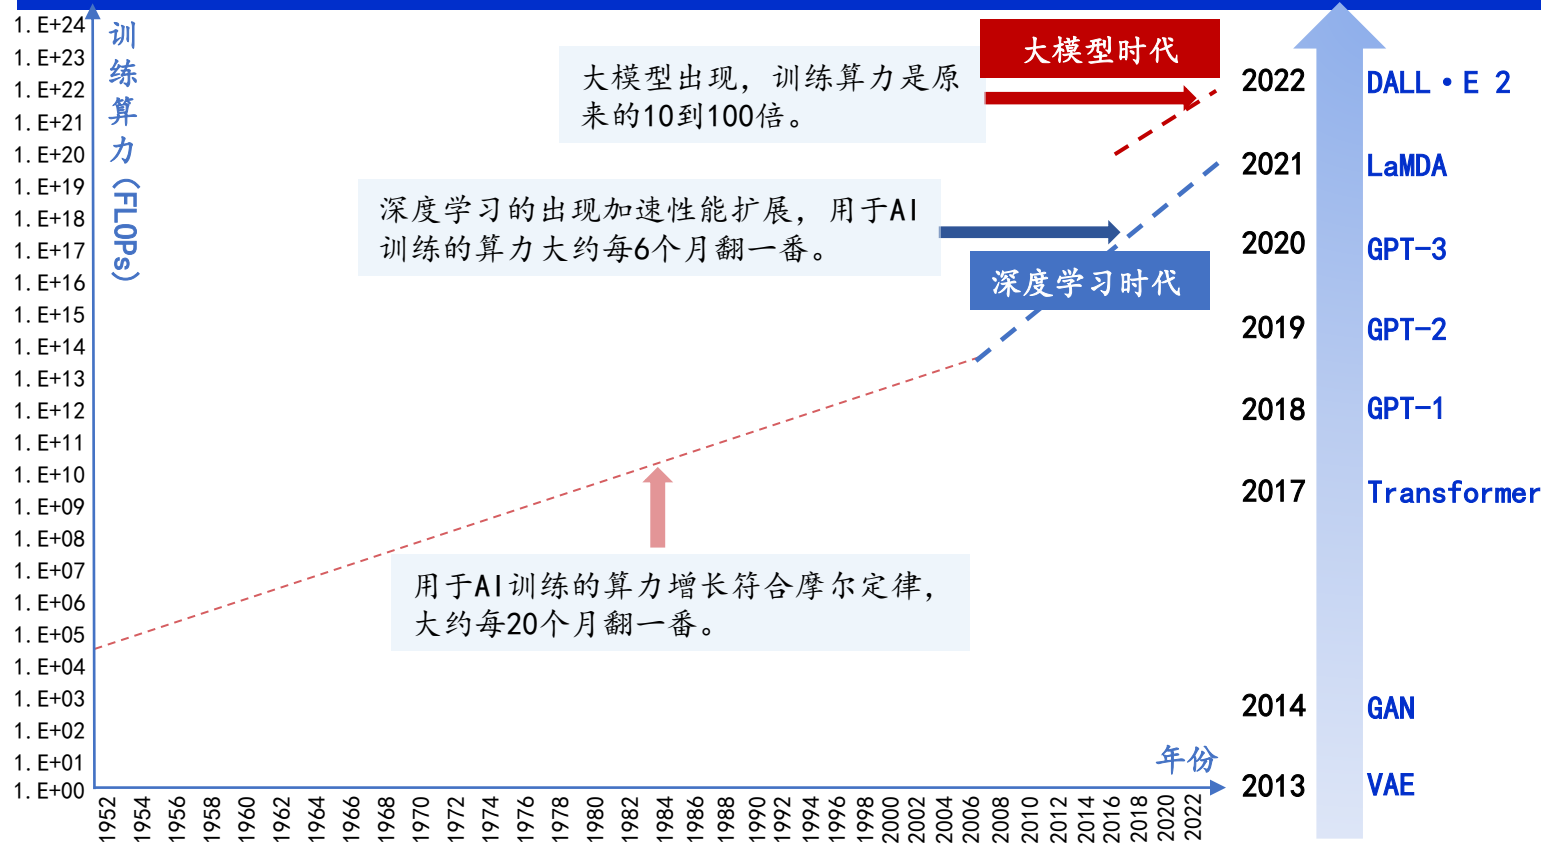 1.E+24
1.E+23
1.E+22
1.E+21
1.E+20
1.E+19
1.E+18
1.E+17
1.E+16
1.E+15
1.E+14
1.E+13
1.E+12
1.E+11
1.E+10
1.E+09
1.E+08
1.E+07
1.E+06
1.E+05
1.E+04
1.E+03
1.E+02
1.E+01
1.E+00
训练算力(FLOPs)
大模型时代
大模型出现，训练算力是原
来的10到100倍。
深度学习的出现加速性能扩展，用于AI
训练的算力大约每6个月翻一番。
深度学习时代
用于AI训练的算力增长符合摩尔定律，
大约每20个月翻一番。
年份
1952 1954 1956 1958 1960 1962 1964 1966 1968 1970 1972 1974 1976 1978 1980 1982 1984 1986 1988 1990 1992 1994 1996 1998 2000 2002 2004 2006 2008 2010 2012 2014 2016 2018 2020 2022
2022 DALL·E 2
2021 LaMDA
2020 GPT-3
2019 GPT-2
2018 GPT-1
2017 Transformer
2014 GAN
2013 VAE